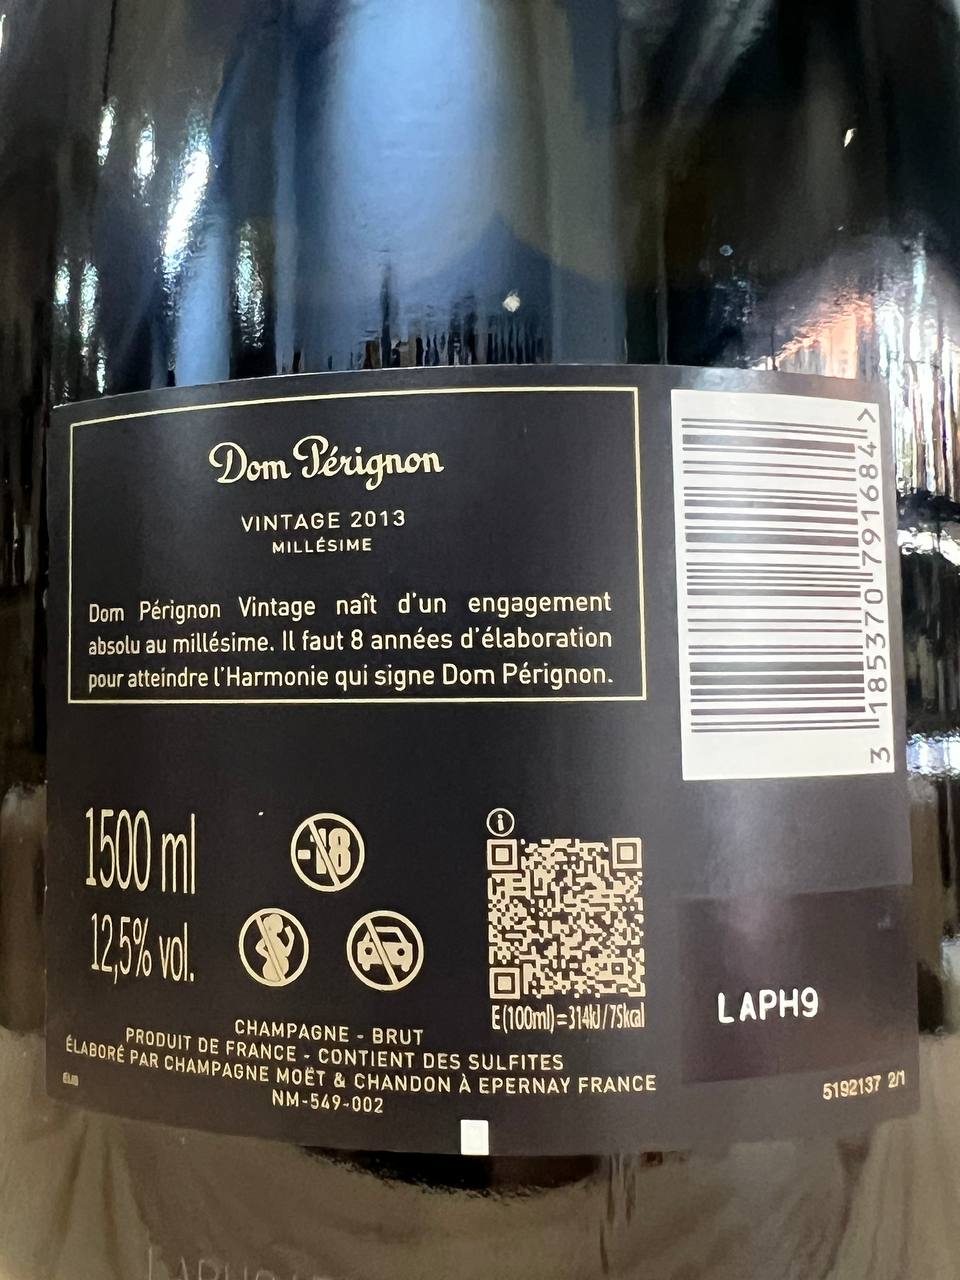 Dom Pérignon
VINTAGE 2013
MILLÉSIME
Dom Pérignon Vintage naît d'un engagement
absolu au millésime. Il faut 8 années d'élaboration
pour atteindre l'Harmonie qui signe Dom Pérignon.
3 185370 791684 >
1500 ml
12,5% vol.
-18
i
E(100ml)=314kJ/75kcal
CHAMPAGNE - BRUT
PRODUIT DE FRANCE - CONTIENT DES SULFITES
ÉLABORÉ PAR CHAMPAGNE MOËT & CHANDON À EPERNAY FRANCE
NM-549-002
LAPH9
5192137 2/1